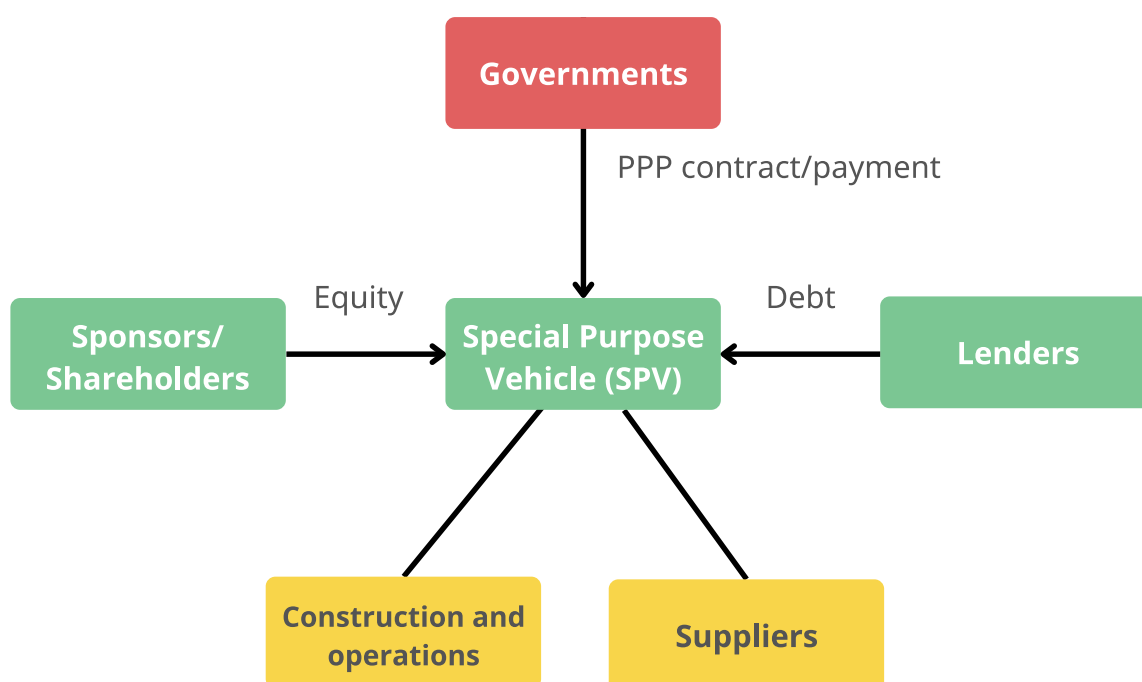 Governments
PPP contract/payment
Equity
Debt
Sponsors/
Shareholders
Special Purpose
Vehicle (SPV)
Lenders
Construction and
operations
Suppliers